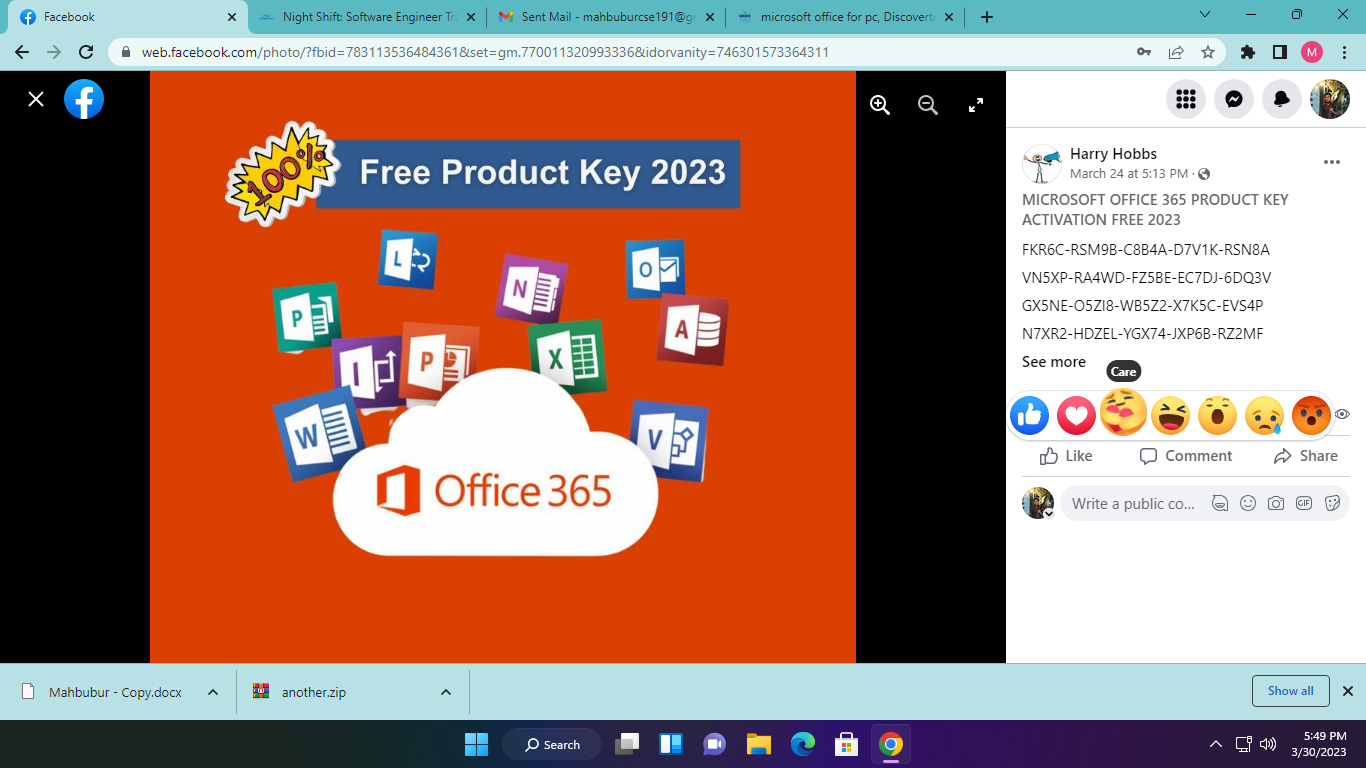 Facebook
Night Shift: Software Engineer Tra
Sent Mail - mahbuburcse191@g
microsoft office for pc, Discovert
web.facebook.com/photo/?fbid=783113536484361&set=gm.770011320993336&idorvanity=746301573364311
M
100%
Free Product Key 2023
L
N
O
P
A
I
P
X
W
V
Office 365
Harry Hobbs
March 24 at 5:13 PM ·
MICROSOFT OFFICE 365 PRODUCT KEY
ACTIVATION FREE 2023
FKR6C-RSM9B-C8B4A-D7V1K-RSN8A
VN5XP-RA4WD-FZ5BE-EC7DJ-6DQ3V
GX5NE-O5ZI8-WB5Z2-X7K5C-EVS4P
N7XR2-HDZEL-YGX74-JXP6B-RZ2MF
See more
Care
Like
Comment
Share
Write a public co...
GIF
Mahbubur - Copy.docx
another.zip
Show all
Search
5:49 PM
3/30/2023